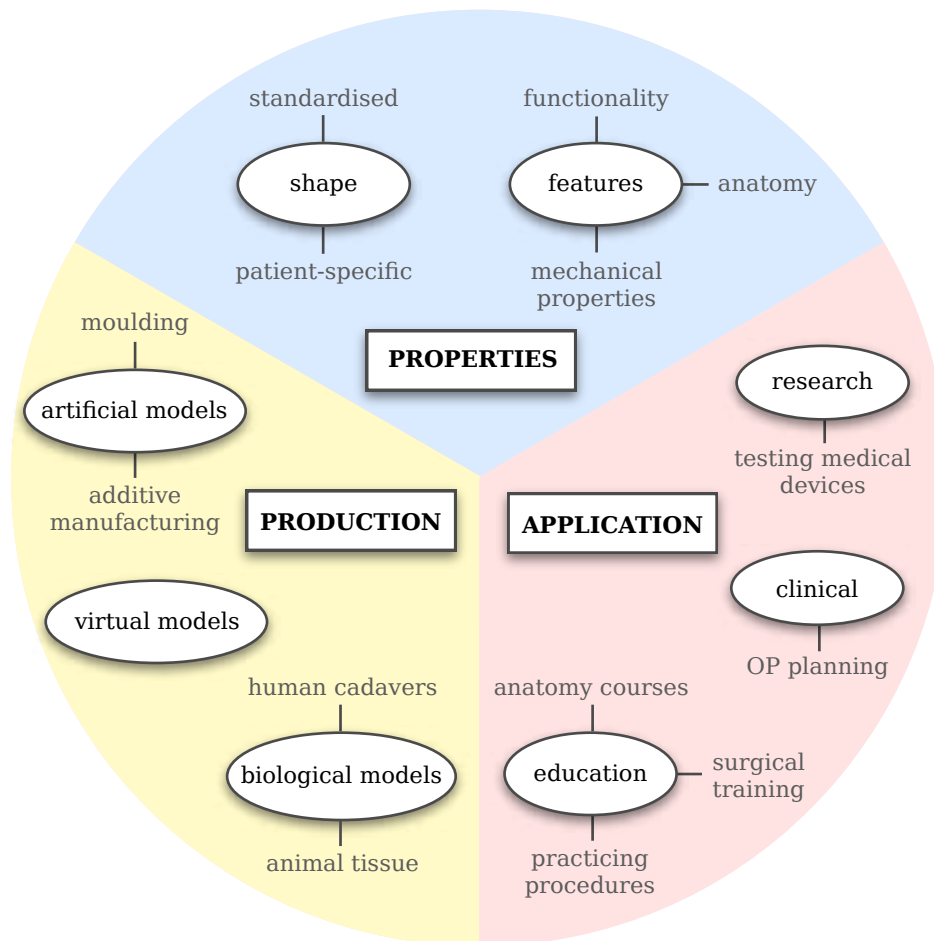 standardised
shape
patient-specific
functionality
features
anatomy
mechanical
properties
PROPERTIES
moulding
artificial models
additive
manufacturing
PRODUCTION
virtual models
human cadavers
biological models
animal tissue
APPLICATION
research
testing medical
devices
clinical
OP planning
anatomy courses
education
surgical
training
practicing
procedures